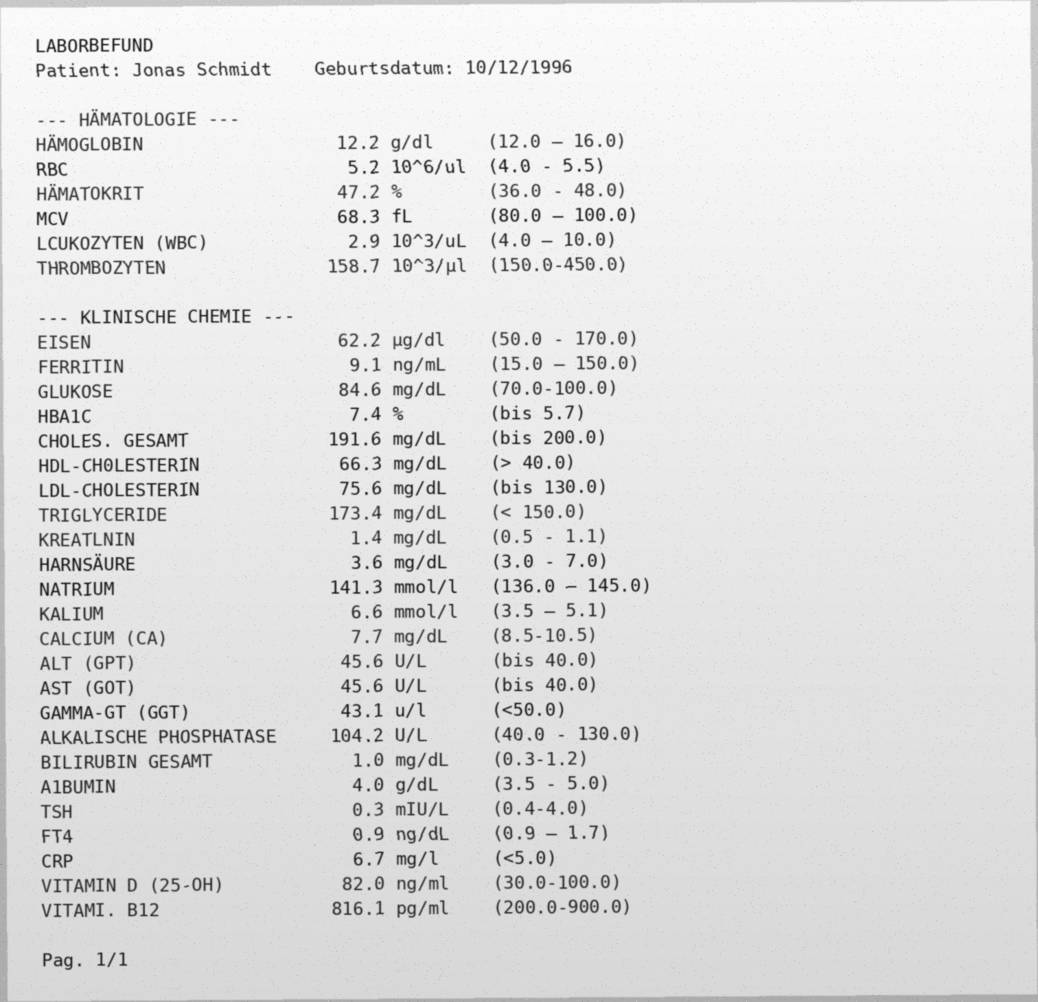 LABORBEFUND
Patient: Jonas Schmidt    Geburtsdatum: 10/12/1996
--- HÄMATOLOGIE ---
HÄMOGLOBIN 12.2 g/dl (12.0 – 16.0)
RBC 5.2 10^6/ul (4.0 - 5.5)
HÄMATOKRIT 47.2 % (36.0 - 48.0)
MCV 68.3 fL (80.0 – 100.0)
LCUKOZYTEN (WBC) 2.9 10^3/uL (4.0 – 10.0)
THROMBOZYTEN 158.7 10^3/µl (150.0-450.0)
--- KLINISCHE CHEMIE ---
EISEN 62.2 µg/dl (50.0 - 170.0)
FERRITIN 9.1 ng/mL (15.0 – 150.0)
GLUKOSE 84.6 mg/dL (70.0-100.0)
HBA1C 7.4 % (bis 5.7)
CHOLES. GESAMT 191.6 mg/dL (bis 200.0)
HDL-CH0LESTERIN 66.3 mg/dL (> 40.0)
LDL-CHOLESTERIN 75.6 mg/dL (bis 130.0)
TRIGLYCERIDE 173.4 mg/dL (< 150.0)
KREATLNIN 1.4 mg/dL (0.5 - 1.1)
HARNSÄURE 3.6 mg/dL (3.0 - 7.0)
NATRIUM 141.3 mmol/l (136.0 – 145.0)
KALIUM 6.6 mmol/l (3.5 – 5.1)
CALCIUM (CA) 7.7 mg/dL (8.5-10.5)
ALT (GPT) 45.6 U/L (bis 40.0)
AST (GOT) 45.6 U/L (bis 40.0)
GAMMA-GT (GGT) 43.1 u/l (<50.0)
ALKALISCHE PHOSPHATASE 104.2 U/L (40.0 - 130.0)
BILIRUBIN GESAMT 1.0 mg/dL (0.3-1.2)
A1BUMIN 4.0 g/dL (3.5 - 5.0)
TSH 0.3 mIU/L (0.4-4.0)
FT4 0.9 ng/dL (0.9 – 1.7)
CRP 6.7 mg/l (<5.0)
VITAMIN D (25-OH) 82.0 ng/ml (30.0-100.0)
VITAMI. B12 816.1 pg/ml (200.0-900.0)
Pag. 1/1